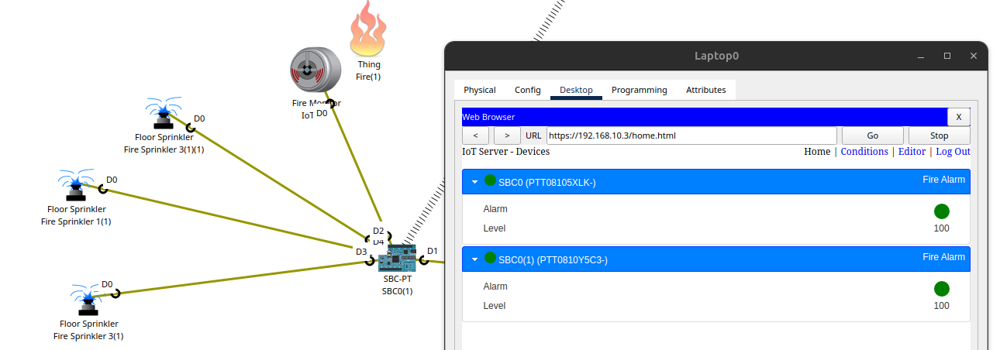 Thing
Fire(1)
Fire Monitor
IoT
D0
D0
Floor Sprinkler
Fire Sprinkler 3(1)(1)
D0
Floor Sprinkler
Fire Sprinkler 1(1)
D2
D4
D3
D1
SBC-PT
SBC0(1)
D0
Floor Sprinkler
Fire Sprinkler 3(1)
Laptop0
Physical Config Desktop Programming Attributes
Web Browser X
< > URL https://192.168.10.3/home.html Go Stop
IoT Server - Devices Home | Conditions | Editor | Log Out
SBC0 (PTT08105XLK-) Fire Alarm
Alarm
Level 100
SBC0(1) (PTT0810Y5C3-) Fire Alarm
Alarm
Level 100